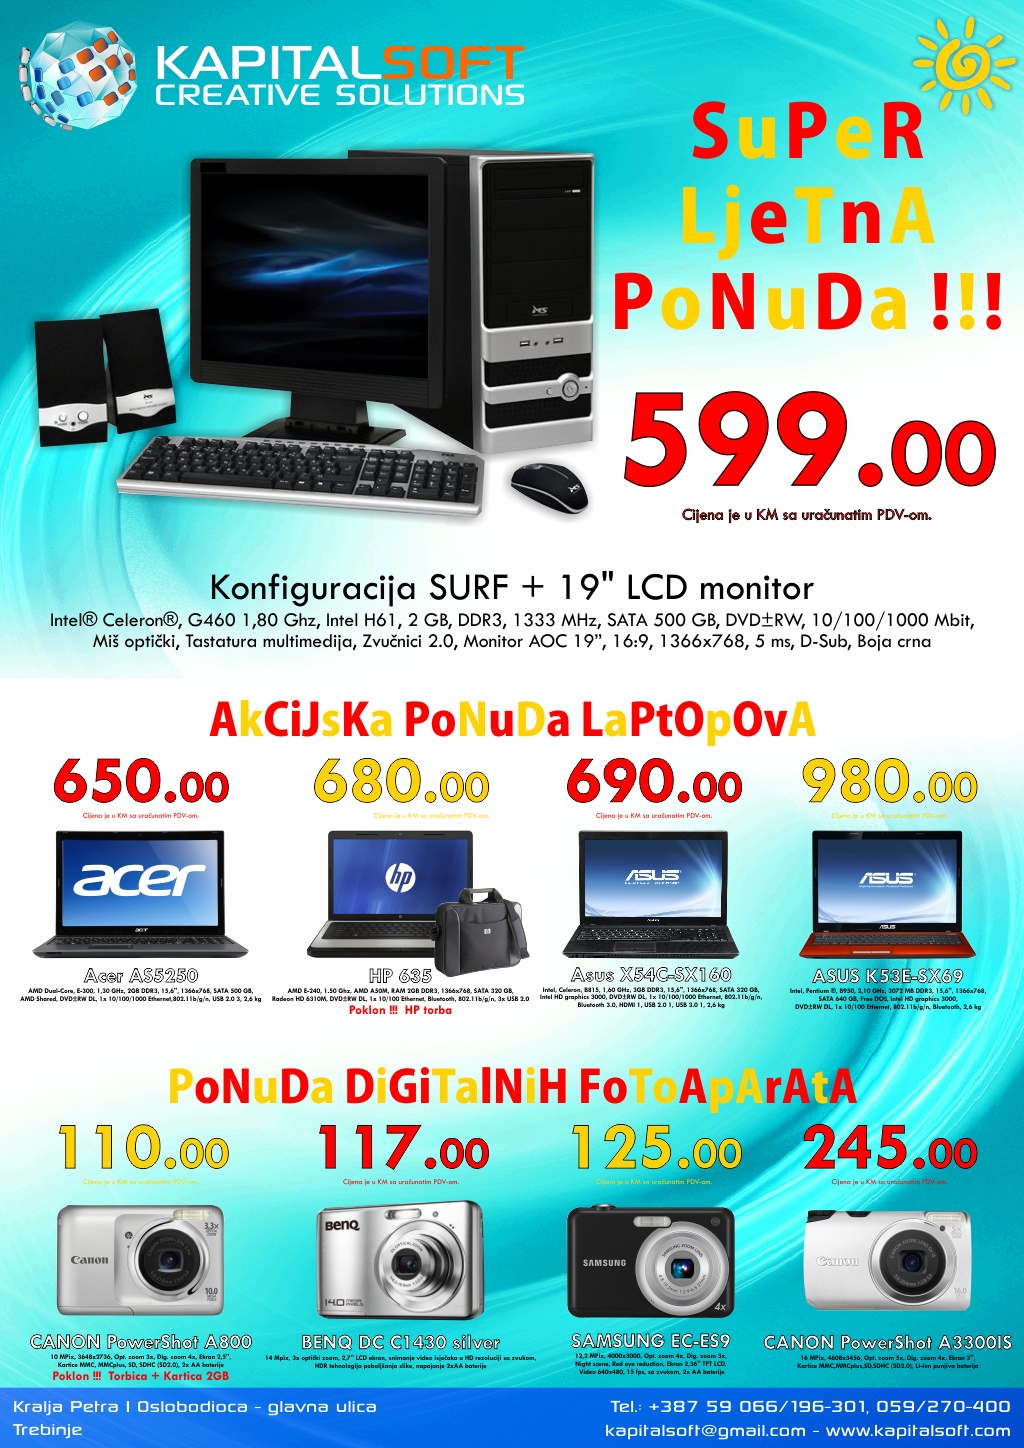 KAPITALSOFT
CREATIVE SOLUTIONS
SuPeR
LjeTnA
PoNuDa !!!
599.00
Cijena je u KM sa uračunatim PDV-om.
Konfiguracija SURF + 19" LCD monitor
Intel® Celeron®, G460 1,80 Ghz, Intel H61, 2 GB, DDR3, 1333 MHz, SATA 500 GB, DVD±RW, 10/100/1000 Mbit,
Miš optički, Tastatura multimedija, Zvučnici 2.0, Monitor AOC 19”, 16:9, 1366x768, 5 ms, D-Sub, Boja crna
AkCiJsKa PoNuDa LaPtOpOvA
650.00
680.00
690.00
980.00
Cijena je u KM sa uračunatim PDV-om.
Cijena je u KM sa uračunatim PDV-om.
Cijena je u KM sa uračunatim PDV-om.
Cijena je u KM sa uračunatim PDV-om.
acer
acer
hp
ASUS
ASUS
ASUS
Acer AS5250
AMD Dual-Core, E-300, 1,30 GHz, 2GB DDR3, 15,6", 1366x768, SATA 500 GB,
AMD Shared, DVD±RW DL, 1x 10/100/1000 Ethernet,802.11b/g/n, USB 2.0 3, 2,6 kg
HP 635
AMD E-240, 1.50 Ghz, AMD A50M, RAM 2GB DDR3, 1366x768, SATA 320 GB,
Radeon HD 6310M, DVD±RW DL, 1x 10/100 Ethernet, Bluetooth, 802.11b/g/n, 3x USB 2.0
Poklon !!! HP torba
Asus X54C-SX160
Intel, Celeron, B815, 1,60 GHz, 3GB DDR3, 15,6", 1366x768, SATA 320 GB,
Intel HD graphics 3000, DVD±RW DL, 1x 10/100/1000 Ethernet, 802.11b/g/n,
Bluetooth 3.0, HDMI 1, USB 2.0 1, USB 3.0 1, 2,6 kg
ASUS K53E-SX69
Intel, Pentium ®, B950, 2,10 GHz, 3072 MB DDR3, 15,6", 1366x768,
SATA 640 GB, Free DOS, Intel HD graphics 3000,
DVD±RW DL, 1x 10/100 Ethernet, 802.11b/g/n, Bluetooth, 2,6 kg
PoNuDa DiGiTalNiH FoToApArAtA
110.00
117.00
125.00
245.00
Cijena je u KM sa uračunatim PDV-om.
Cijena je u KM sa uračunatim PDV-om.
Cijena je u KM sa uračunatim PDV-om.
Cijena je u KM sa uračunatim PDV-om.
Canon
3.3x
10.0
BenQ
14.0 MEGA PIXELS
SAMSUNG
4x
Canon
5x
16.0
CANON PowerShot A800
10 MPix, 3648x2736, Opt. zoom 3x, Dig. zoom 4x, Ekran 2,5",
Kartice MMC, MMCplus, SD, SDHC (SD2.0), 2x AA baterije
Poklon !!! Torbica + Kartica 2GB
BENQ DC C1430 silver
14 Mpix, 3x optički zoom, 2,7" LCD ekran, snimanje video isječaka u HD rezoluciji sa zvukom,
HDR tehnologija poboljšanja slike, napajanje 2xAA baterije
SAMSUNG EC-ES9
12,2 MPix, 4000x3000, Opt. zoom 4x, Dig. zoom 3x,
Night scene, Red eye reduction, Ekran 2,36" TFT LCD,
Video 640x480, 15 fps, sa zvukom, 2x AA baterije
CANON PowerShot A3300IS
16 MPix, 4608x3456, Opt. zoom 5x, Dig. zoom 4x, Ekran 3",
Kartice MMC,MMCplus,SD,SDHC (SD2.0), Li-Ion punjiva baterija
Kralja Petra I Oslobodioca - glavna ulica
Trebinje
Tel.: +387 59 066/196-301, 059/270-400
kapitalsoft@gmail.com - www.kapitalsoft.com